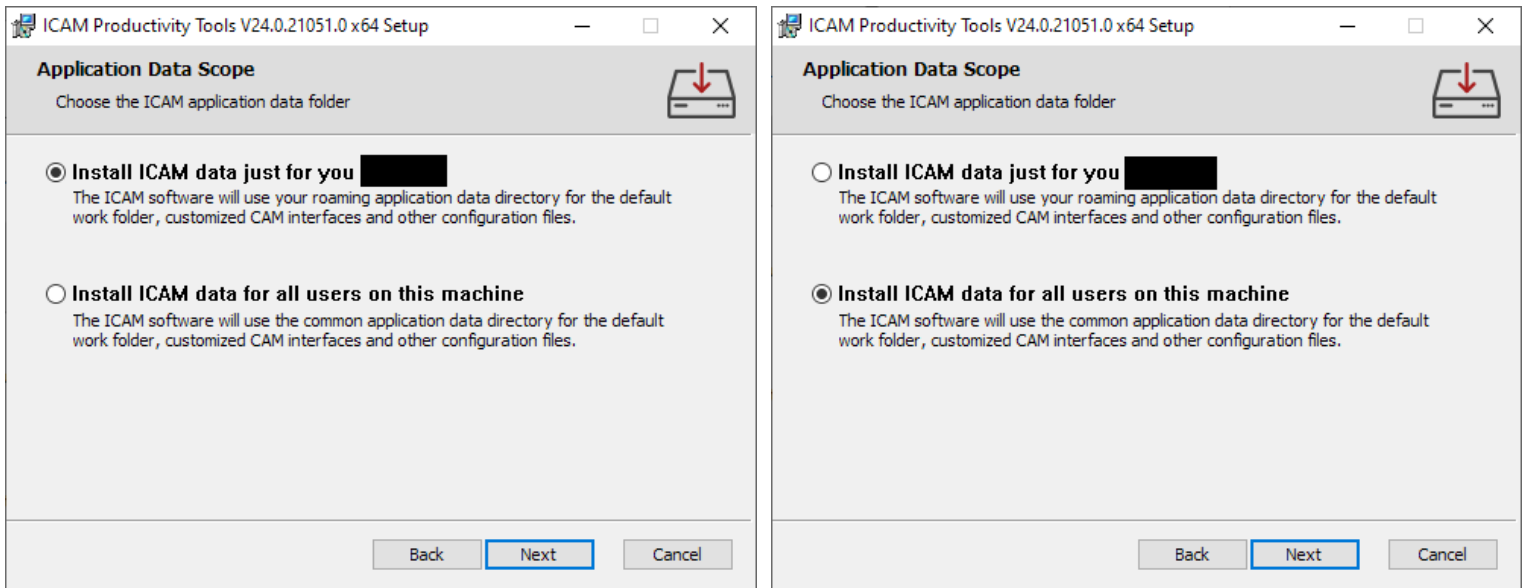 ICAM Productivity Tools V24.0.21051.0 x64 Setup
Application Data Scope
Choose the ICAM application data folder
Install ICAM data just for you
The ICAM software will use your roaming application data directory for the default
work folder, customized CAM interfaces and other configuration files.
Install ICAM data for all users on this machine
The ICAM software will use the common application data directory for the default
work folder, customized CAM interfaces and other configuration files.
Back Next Cancel
ICAM Productivity Tools V24.0.21051.0 x64 Setup
Application Data Scope
Choose the ICAM application data folder
Install ICAM data just for you
The ICAM software will use your roaming application data directory for the default
work folder, customized CAM interfaces and other configuration files.
Install ICAM data for all users on this machine
The ICAM software will use the common application data directory for the default
work folder, customized CAM interfaces and other configuration files.
Back Next Cancel